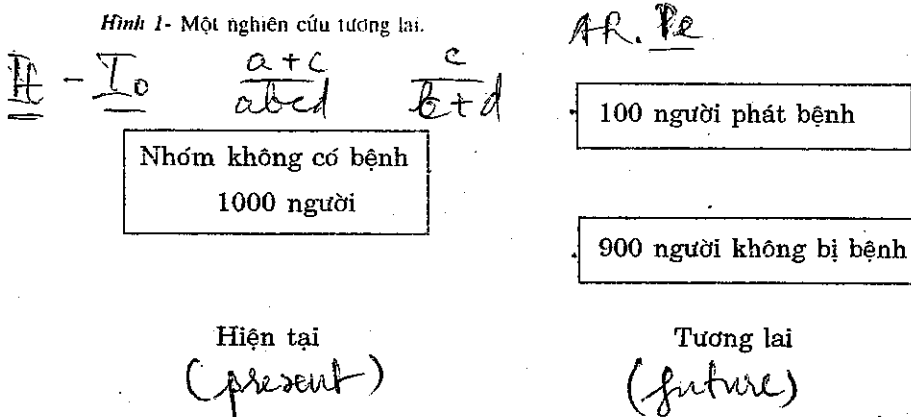 Hình 1- Một nghiên cứu tương lai.
AR. Pe
It - Io
a + c
abcd
c
b + d
100 người phát bệnh
Nhóm không có bệnh
1000 người
900 người không bị bệnh
Hiện tại
Tương lai
(present)
(future)